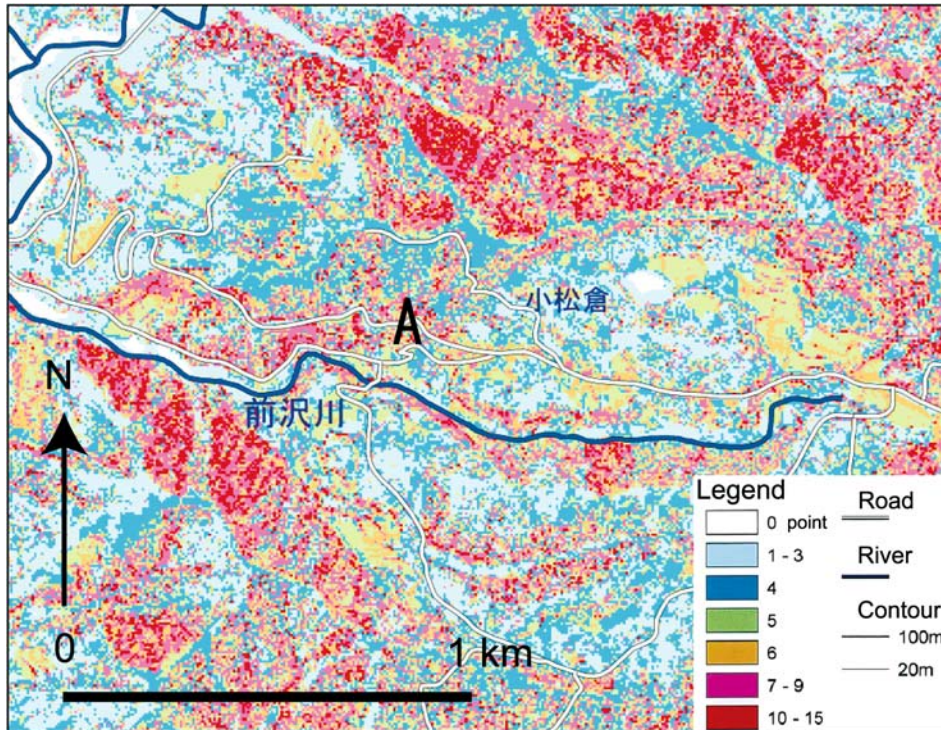 小松倉
A
N
前沢川
0
1 km
Legend
0 point
1 - 3
4
5
6
7 - 9
10 - 15
Road
River
Contour
100m
20m